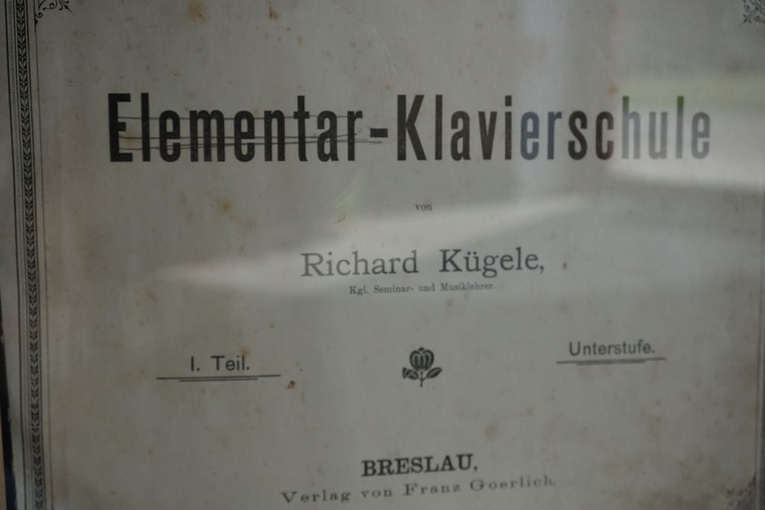 Elementar-Klavierschule
von
Richard Kügele,
Kgl. Seminar- und Musiklehrer.
I. Teil.
Unterstufe.
BRESLAU,
Verlag von Franz Goerlich.